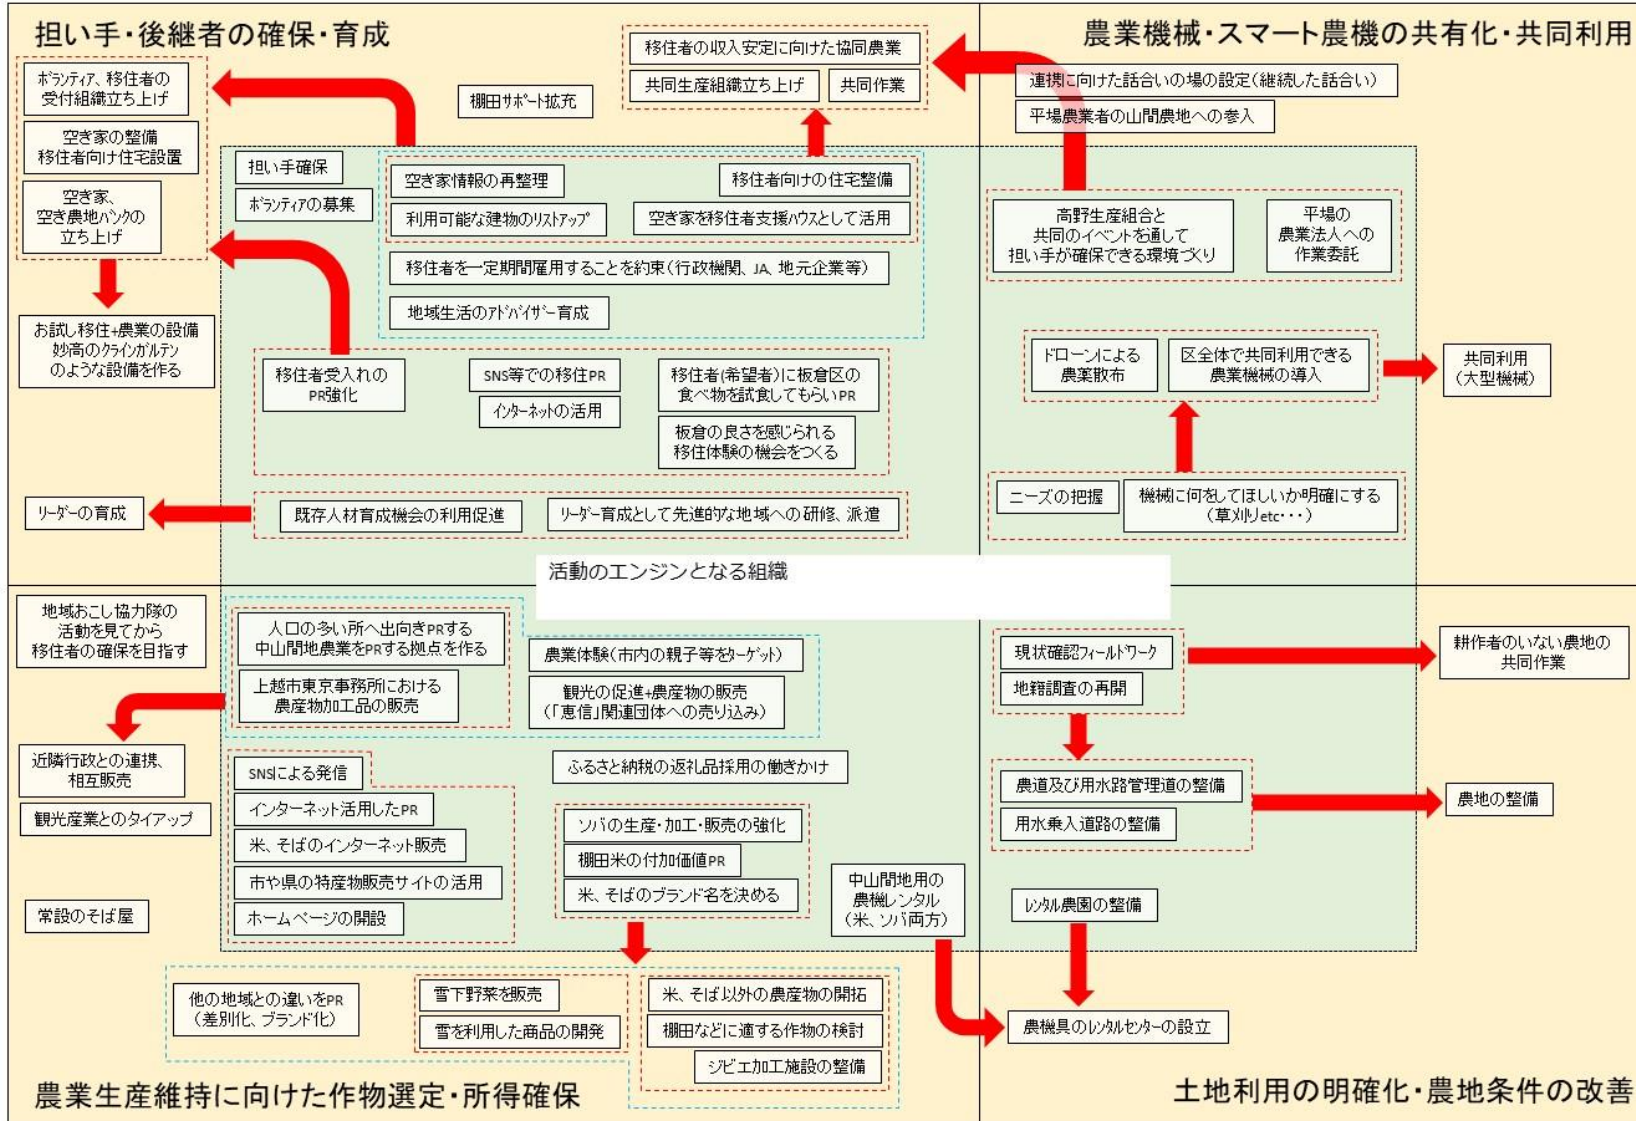 担い手・後継者の確保・育成
ボランティア、移住者の
受付組織立ち上げ
空き家の整備
移住者向け住宅設置
空き家、
空き農地バンクの
立ち上げ
お試し移住+農業の設備
妙高のクラインガルテン
のような設備を作る
リーダーの育成
棚田サポート拡充
移住者の収入安定に向けた協同農業
共同生産組織立ち上げ
共同作業
担い手確保
ボランティアの募集
空き家情報の再整理
移住者向けの住宅整備
利用可能な建物のリストアップ
空き家を移住者支援ハウスとして活用
移住者を一定期間雇用することを約束(行政機関、JA、地元企業等)
地域生活のアドバイザー育成
移住者受入れの
PR強化
SNS等での移住PR
インターネットの活用
移住者(希望者)に板倉区の
食べ物を試食してもらいPR
板倉の良さを感じられる
移住体験の機会をつくる
既存人材育成機会の利用促進
リーダー育成として先進的な地域への研修、派遣
農業機械・スマート農機の共有化・共同利用
連携に向けた話合いの場の設定(継続した話合い)
平場農業者の山間農地への参入
高野生産組合と
共同のイベントを通して
担い手が確保できる環境づくり
平場の
農業法人への
作業委託
ドローンによる
農薬散布
区全体で共同利用できる
農業機械の導入
共同利用
(大型機械)
ニーズの把握
機械に何をしてほしいか明確にする
(草刈りetc・・・)
活動のエンジンとなる組織
地域おこし協力隊の
活動を見てから
移住者の確保を目指す
人口の多い所へ出向きPRする
中山間地農業をPRする拠点を作る
上越市東京事務所における
農産物加工品の販売
農業体験(市内の親子等をターゲット)
観光の促進+農産物の販売
(「恵信」関連団体への売り込み)
近隣行政との連携、
相互販売
観光産業とのタイアップ
常設のそば屋
SNSによる発信
インターネット活用したPR
米、そばのインターネット販売
市や県の特産物販売サイトの活用
ホームページの開設
ふるさと納税の返礼品採用の働きかけ
ソバの生産・加工・販売の強化
棚田米の付加価値PR
米、そばのブランド名を決める
中山間地用の
農機レンタル
(米、ソバ両方)
他の地域との違いをPR
(差別化、ブランド化)
雪下野菜を販売
雪を利用した商品の開発
米、そば以外の農産物の開拓
棚田などに適する作物の検討
ジビエ加工施設の整備
農業生産維持に向けた作物選定・所得確保
現状確認フィールドワーク
地籍調査の再開
耕作者のいない農地の
共同作業
農道及び用水路管理道の整備
用水乗入道路の整備
農地の整備
レンタル農園の整備
農機具のレンタルセンターの設立
土地利用の明確化・農地条件の改善